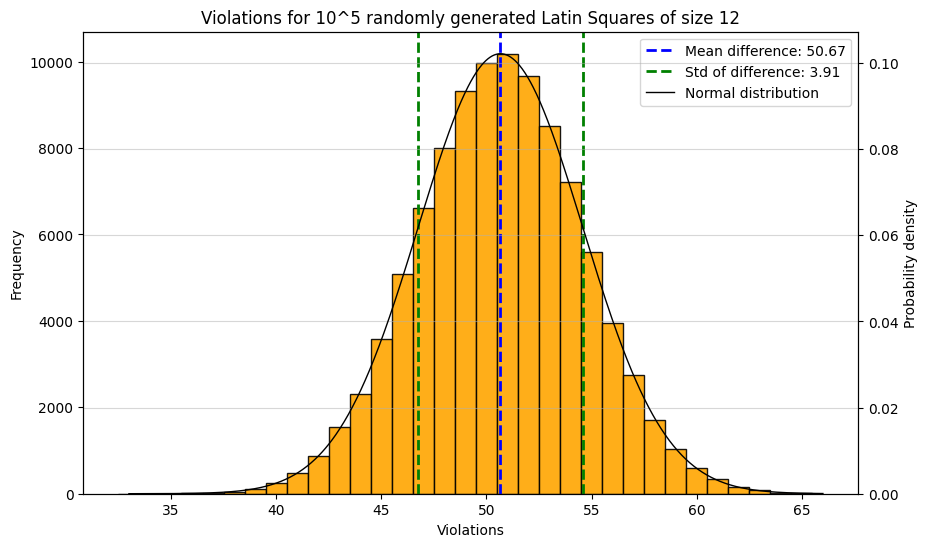 Violations for 10^5 randomly generated Latin Squares of size 12
Mean difference: 50.67
Std of difference: 3.91
Normal distribution
Frequency
10000
8000
6000
4000
2000
0
0.10
0.08
0.06
0.04
0.02
0.00
Probability density
35 40 45 50 55 60 65
Violations